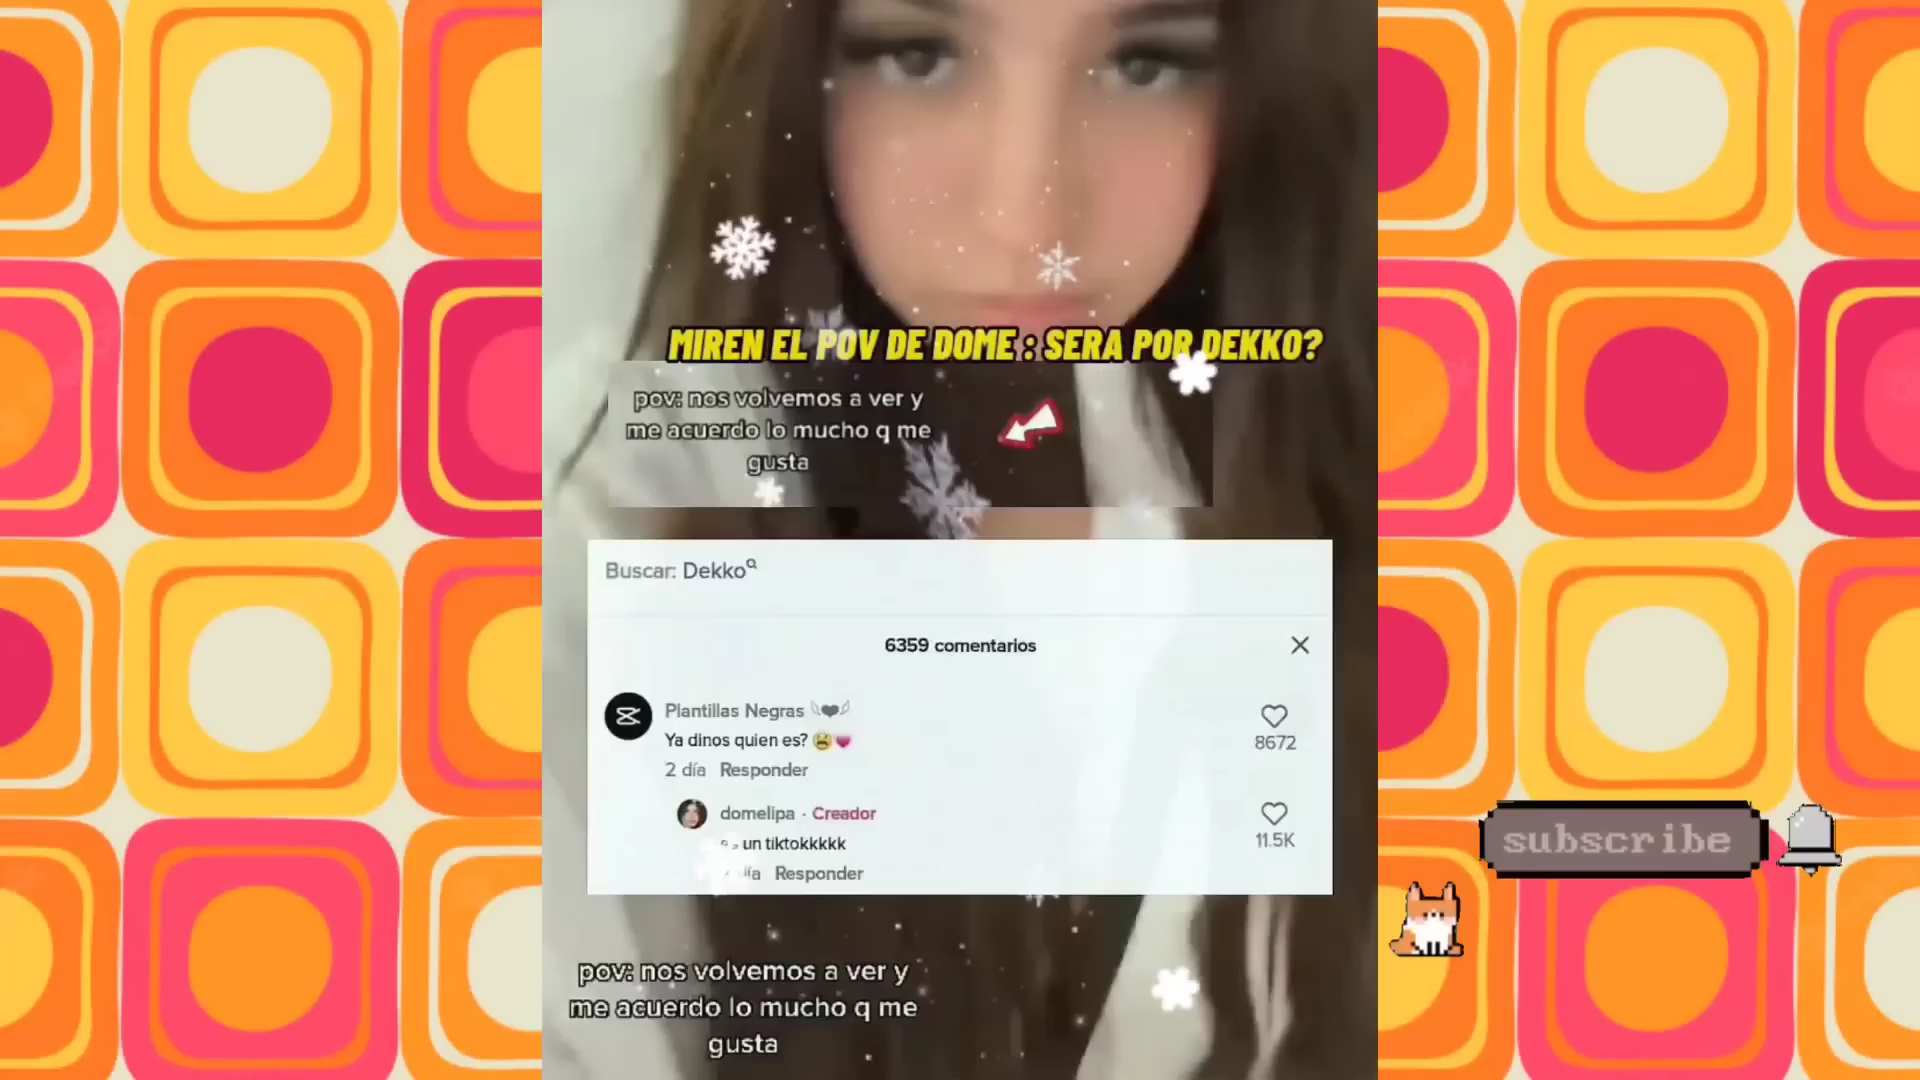 MIREN EL POV DE DOME : SERA POR DEKKO?
pov: nos volvemos a ver y
me acuerdo lo mucho q me
gusta
Buscar: Dekko
6359 comentarios
Plantillas Negras
Ya dinos quien es?
8672
2 día Responder
domelipa · Creador
un tiktokkkkk
11.5K
Responder
subscribe
pov: nos volvemos a ver y
me acuerdo lo mucho q me
gusta